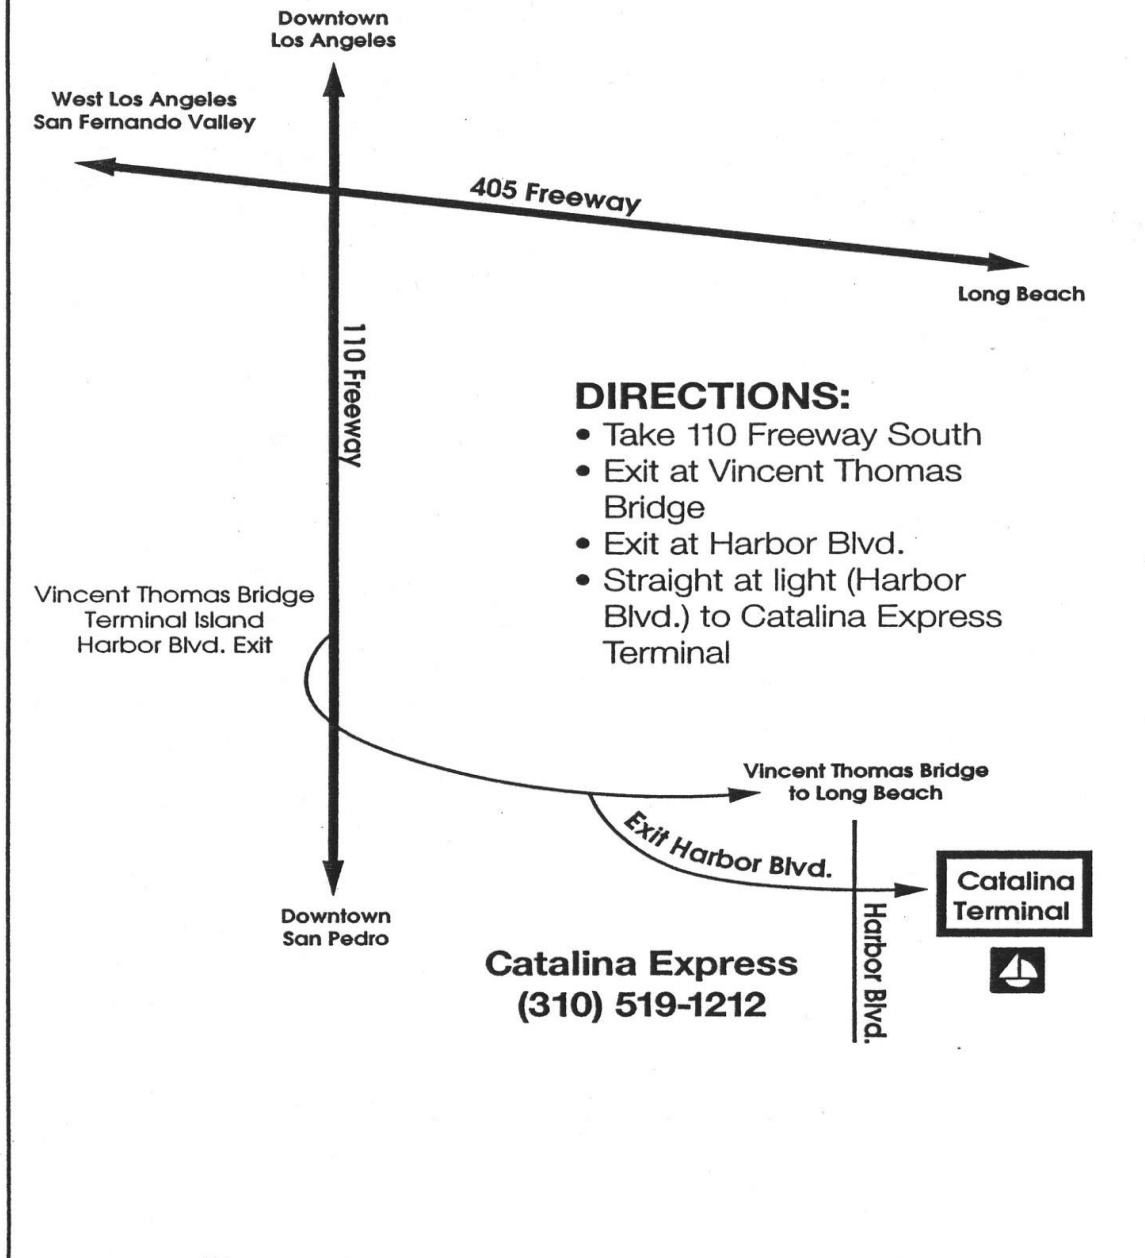 Downtown
Los Angeles
West Los Angeles
San Fernando Valley
405 Freeway
Long Beach
110 Freeway
DIRECTIONS:
• Take 110 Freeway South
• Exit at Vincent Thomas
Bridge
• Exit at Harbor Blvd.
• Straight at light (Harbor
Blvd.) to Catalina Express
Terminal
Vincent Thomas Bridge
Terminal Island
Harbor Blvd. Exit
Vincent Thomas Bridge
to Long Beach
Exit Harbor Blvd.
Catalina
Terminal
Harbor Blvd.
Downtown
San Pedro
Catalina Express
(310) 519-1212